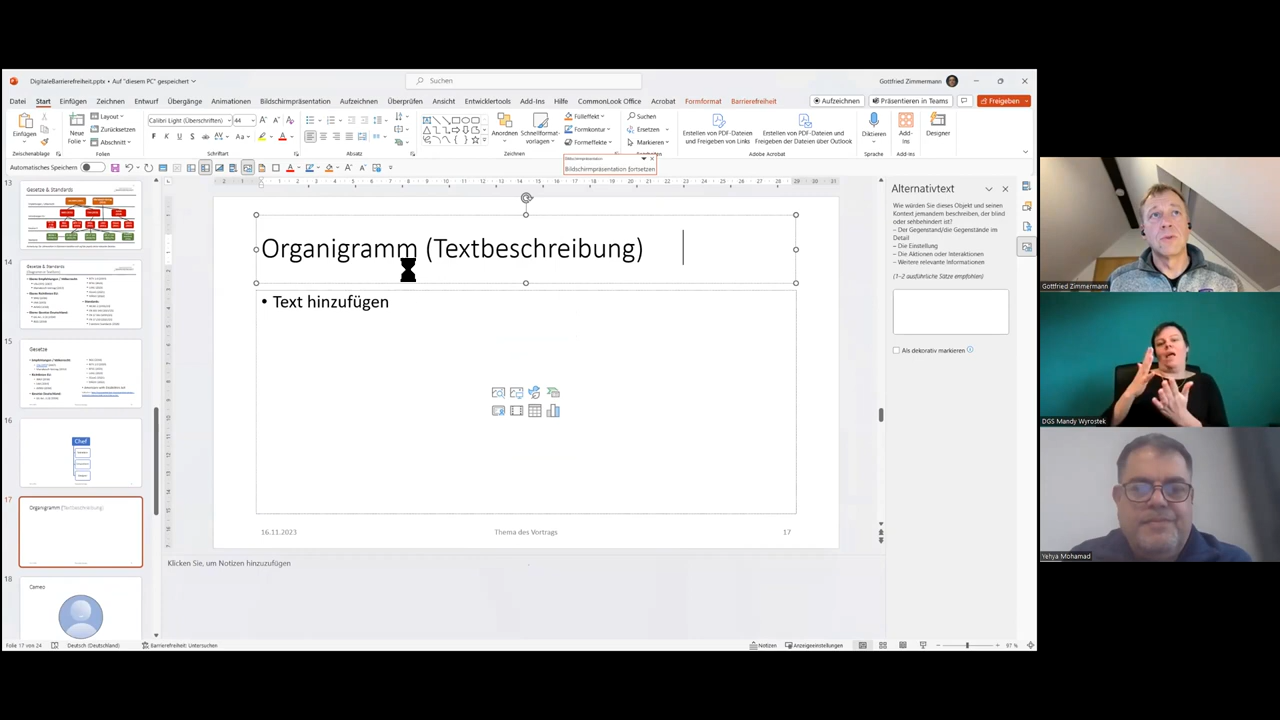 DigitaleBarrierefreiheit.pptx • Auf "diesem PC" gespeichert
Suchen
Gottfried Zimmermann
Datei Start Einfügen Zeichnen Entwurf Übergänge Animationen Bildschirmpräsentation Aufzeichnen Überprüfen Ansicht Entwicklertools Add-Ins Hilfe CommonLook Office Acrobat Formformat Barrierefreiheit
Aufzeichnen
Präsentieren in Teams
Freigeben
Einfügen
Neue Folie
Layout
Zurücksetzen
Abschnitt
Calibri Light (Überschriften) 44
F K U S
Anordnen
Schnellformat-vorlagen
Fülleffekt
Formkontur
Formeffekte
Suchen
Ersetzen
Markieren
Erstellen von PDF-Dateien und Freigeben von Links
Erstellen von PDF-Dateien und Freigeben der Dateien über Outlook
Diktieren
Add-Ins
Designer
Zwischenablage
Folien
Schriftart
Absatz
Zeichnen
Adobe Acrobat
Sprache
Add-Ins
Automatisches Speichern
Bildschirmpräsentation
Bildschirmpräsentation fortsetzen
13
Gesetze & Standards
14
Gesetze & Standards
15
Gesetze
16
Chef
17
Organigramm (Textbeschreibung)
18
Cameo
Organigramm (Textbeschreibung)
• Text hinzufügen
16.11.2023
Thema des Vortrags
17
Klicken Sie, um Notizen hinzuzufügen
Alternativtext
Wie würden Sie dieses Objekt und seinen
Kontext jemandem beschreiben, der blind
oder sehbehindert ist?
– Der Gegenstand/die Gegenstände im
Detail
– Die Einstellung
– Die Aktionen oder Interaktionen
– Weitere relevante Informationen
(1-2 ausführliche Sätze empfohlen)
Als dekorativ markieren
Folie 17 von 24
Deutsch (Deutschland)
Barrierefreiheit: Untersuchen
Notizen
Anzeigeeinstellungen
97 %
Gottfried Zimmermann
DGS Mandy Wyrostek
Yehya Mohamad